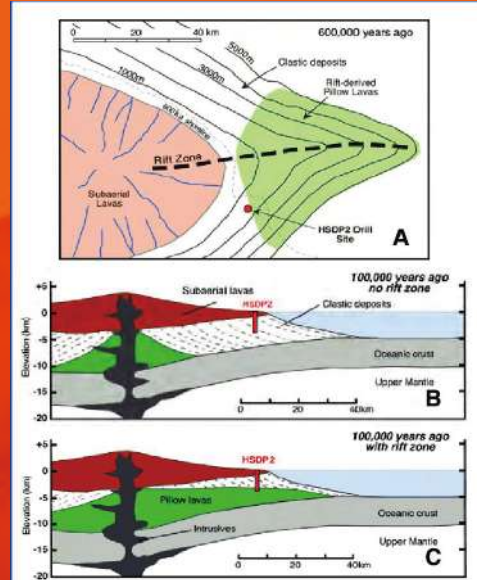 0 20 40 km
600,000 years ago
5000m
3000m
1000m
Clastic deposits
Rift-derived
Pillow Lavas
Rift Zone
Subaerial
Lavas
HSDP2 Drill
Site
A
100,000 years ago
no rift zone
+5
0
-5
-10
-15
-20
Elevation (km)
Subaerial lavas
HSDP2
Clastic deposits
Oceanic crust
Upper Mantle
0 20 40km
B
100,000 years ago
with rift zone
+5
0
-5
-10
-15
-20
Elevation (km)
HSDP2
Pillow lavas
Intrusives
Oceanic crust
Upper Mantle
0 20 40km
C